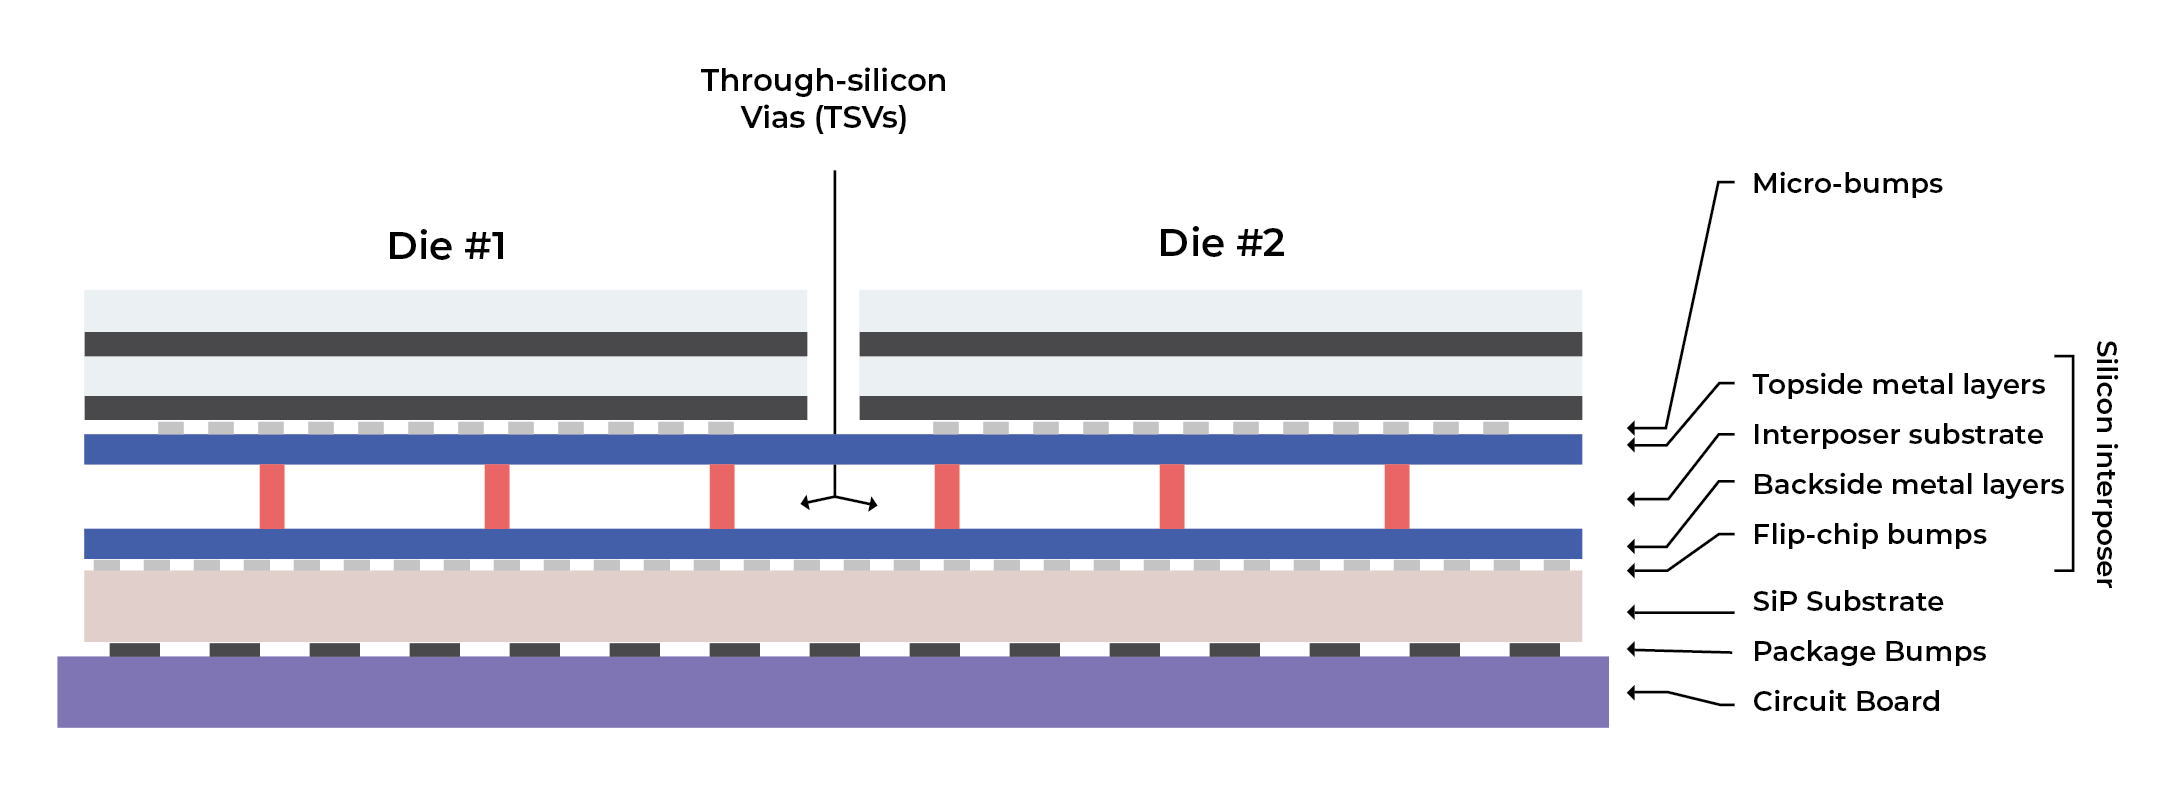 Through-silicon
Vias (TSVs)
Micro-bumps
Die #1
Die #2
Topside metal layers
Interposer substrate
Backside metal layers
Flip-chip bumps
Silicon interposer
SiP Substrate
Package Bumps
Circuit Board